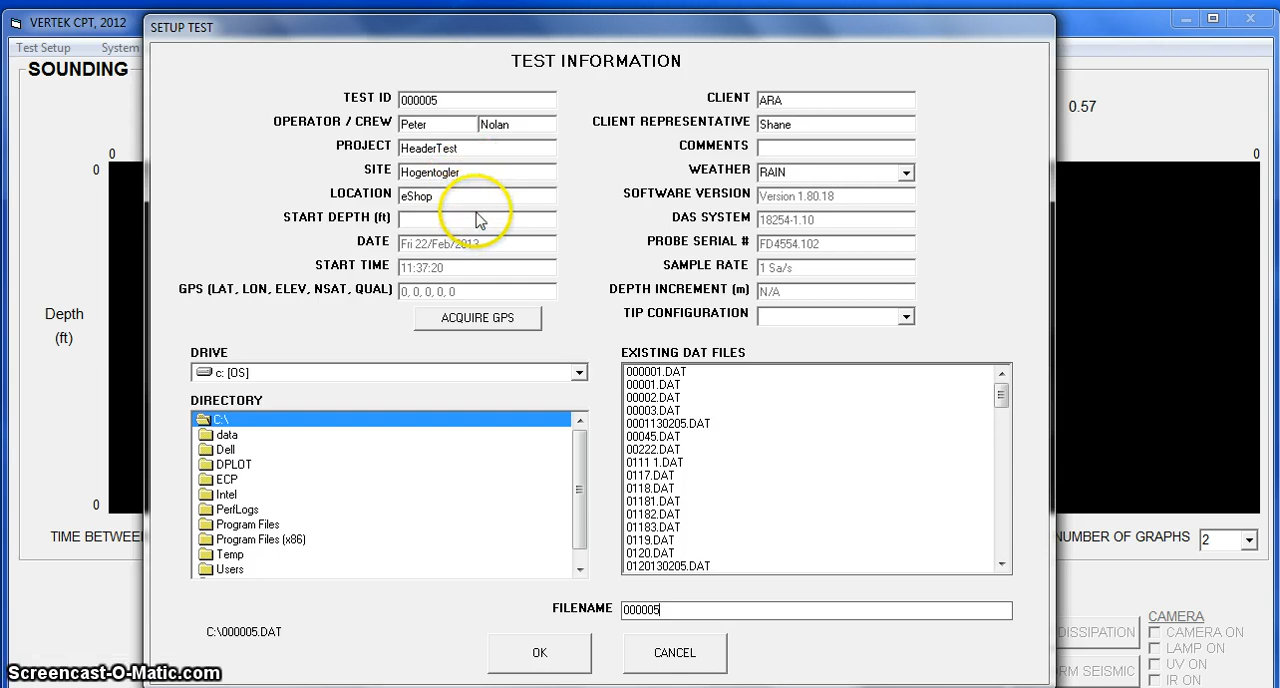 VERTEK CPT, 2012
SETUP TEST
Test Setup
System
SOUNDING
TEST INFORMATION
TEST ID 000005
OPERATOR / CREW Peter Nolan
PROJECT HeaderTest
SITE Hogentogler
LOCATION eShop
START DEPTH (ft)
DATE Fri 22/Feb/2013
START TIME 11:37:20
GPS (LAT, LON, ELEV, NSAT, QUAL) 0, 0, 0, 0, 0
ACQUIRE GPS
CLIENT ARA
CLIENT REPRESENTATIVE Shane
COMMENTS
WEATHER RAIN
SOFTWARE VERSION Version 1.80.18
DAS SYSTEM 18254-1.10
PROBE SERIAL # FD4554.102
SAMPLE RATE 1 Sa/s
DEPTH INCREMENT (m) N/A
TIP CONFIGURATION
0.57
0
0
0
Depth
(ft)
0
TIME BETWEE
DRIVE
c: [OS]
DIRECTORY
C:\
data
Dell
DPLOT
ECP
Intel
PerfLogs
Program Files
Program Files (x86)
Temp
Users
EXISTING DAT FILES
000001.DAT
00001.DAT
00002.DAT
00003.DAT
0001130205.DAT
00045.DAT
00222.DAT
0111 1.DAT
0117.DAT
0118.DAT
01181.DAT
01182.DAT
01183.DAT
0119.DAT
0120.DAT
0120130205.DAT
NUMBER OF GRAPHS 2
FILENAME 000005
C:\000005.DAT
OK
CANCEL
DISSIPATION
RM SEISMIC
CAMERA
CAMERA ON
LAMP ON
UV ON
IR ON
Screencast-O-Matic.com